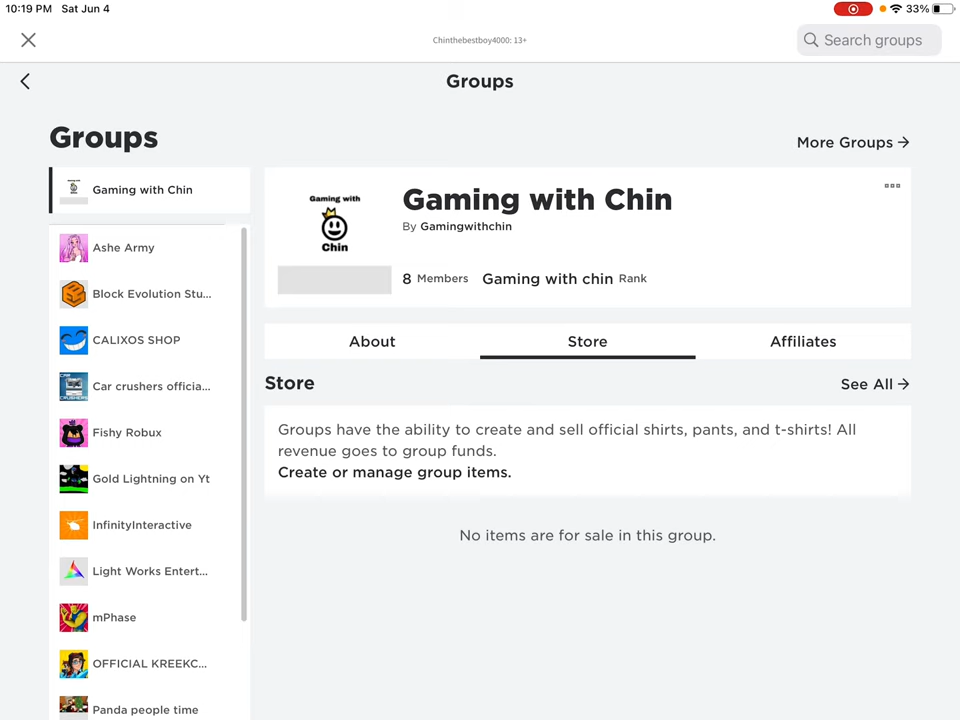 10:19 PM Sat Jun 4
33%
Chinthebestboy4000: 13+
Search groups
Groups
Groups
More Groups →
Gaming with Chin
Ashe Army
Block Evolution Stu...
CALIXOS SHOP
Car crushers officia...
Fishy Robux
Gold Lightning on Yt
InfinityInteractive
Light Works Entert...
mPhase
OFFICIAL KREEKC...
Panda people time
Gaming with
Chin
Gaming with Chin
By Gamingwithchin
8 Members Gaming with chin Rank
About Store Affiliates
Store
See All →
Groups have the ability to create and sell official shirts, pants, and t-shirts! All
revenue goes to group funds.
Create or manage group items.
No items are for sale in this group.